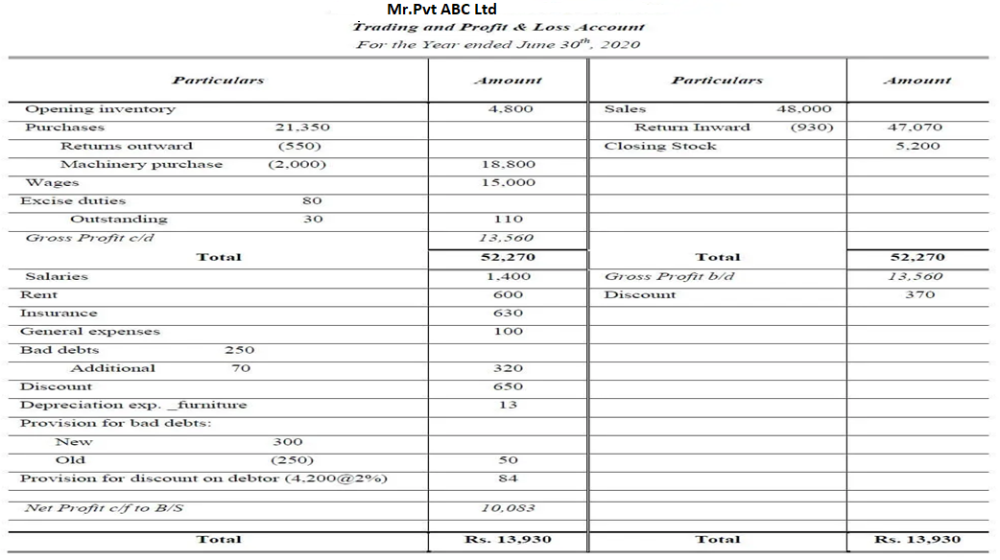 Mr.Pvt ABC Ltd
Trading and Profit & Loss Account
For the Year ended June 30th, 2020
Particulars Amount Particulars Amount
Opening inventory 4,800 Sales 48,000
Purchases 21,350 Return Inward (930) 47,070
Returns outward (550) Closing Stock 5,200
Machinery purchase (2,000) 18,800
Wages 15,000
Excise duties 80
Outstanding 30 110
Gross Profit c/d 13,560
Total 52,270 Total 52,270
Salaries 1,400 Gross Profit b/d 13,560
Rent 600 Discount 370
Insurance 630
General expenses 100
Bad debts 250
Additional 70 320
Discount 650
Depreciation exp. _furniture 13
Provision for bad debts:
New 300
Old (250) 50
Provision for discount on debtor (4,200@2%) 84
Net Profit c/f to B/S 10,083
Total Rs. 13,930 Total Rs. 13,930